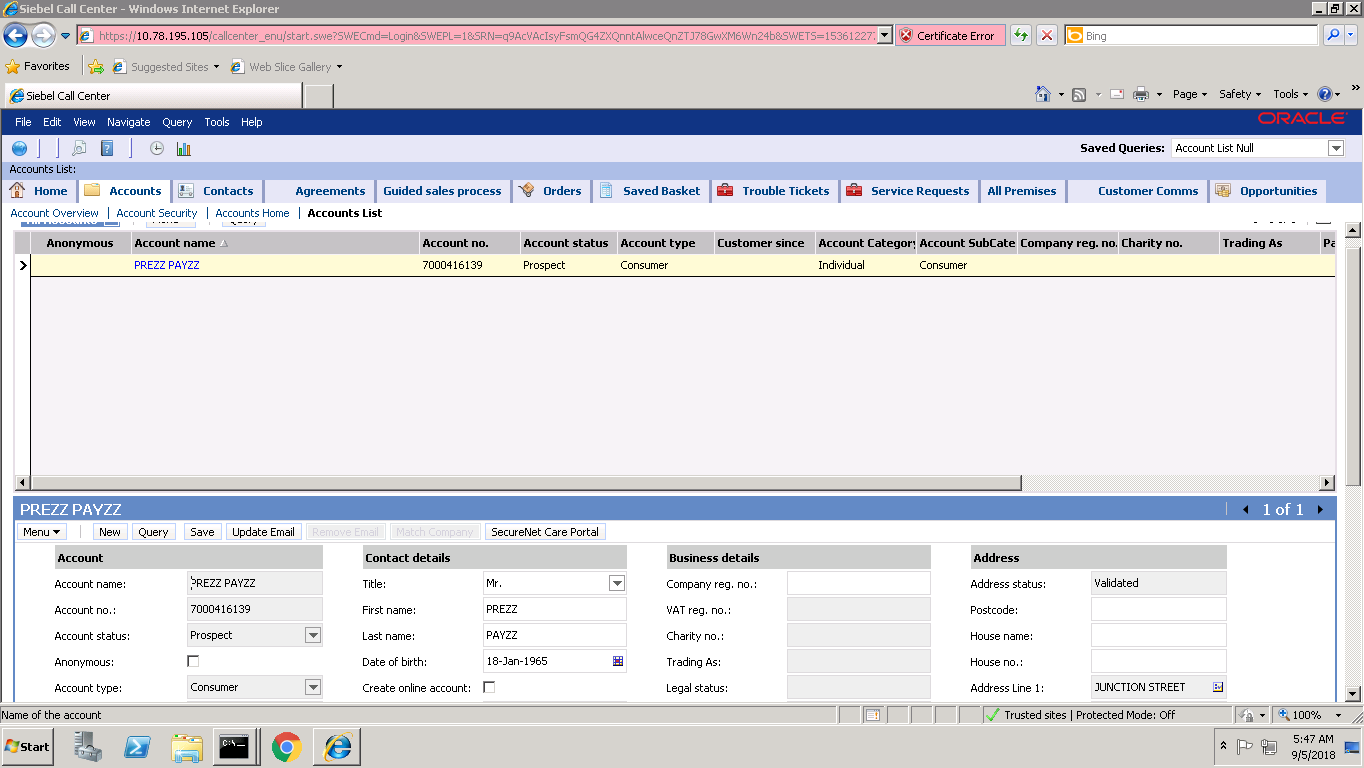 Siebel Call Center - Windows Internet Explorer
https://10.78.195.105/callcenter_enu/start.swe?SWECmd=Login&SWEPL=1&SRN=q9AcVAcIsyFsmQG4ZXQnntAlwceQnZTJ78GwXM6Wn24b&SWETS=15361227 Certificate Error Bing
Favorites Suggested Sites Web Slice Gallery
Siebel Call Center Page Safety Tools
File Edit View Navigate Query Tools Help ORACLE
Saved Queries: Account List Null
Accounts List:
Home Accounts Contacts Agreements Guided sales process Orders Saved Basket Trouble Tickets Service Requests All Premises Customer Comms Opportunities
Account Overview | Account Security | Accounts Home | Accounts List
Anonymous Account name Account no. Account status Account type Customer since Account Category Account SubCate Company reg. no. Charity no. Trading As Pa
PREZZ PAYZZ 7000416139 Prospect Consumer Individual Consumer
PREZZ PAYZZ 1 of 1
Menu New Query Save Update Email Remove Email Match Company SecureNet Care Portal
Account Contact details Business details Address
Account name: PREZZ PAYZZ Title: Mr. Company reg. no.: Address status: Validated
Account no.: 7000416139 First name: PREZZ VAT reg. no.: Postcode:
Account status: Prospect Last name: PAYZZ Charity no.: House name:
Anonymous: Date of birth: 18-Jan-1965 Trading As: House no.:
Account type: Consumer Create online account: Legal status: Address Line 1: JUNCTION STREET
Name of the account Trusted sites | Protected Mode: Off 100%
Start 5:47 AM
9/5/2018